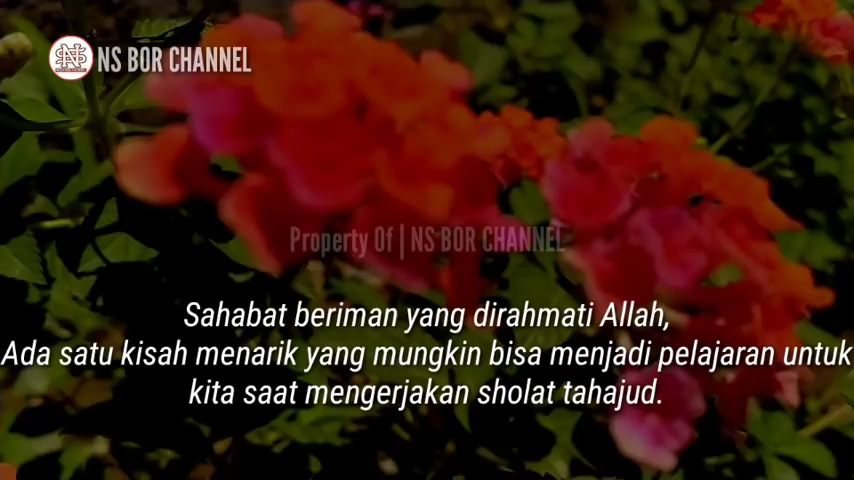 NS BOR CHANNEL
Property Of | NS BOR CHANNEL
Sahabat beriman yang dirahmati Allah,
Ada satu kisah menarik yang mungkin bisa menjadi pelajaran untuk
kita saat mengerjakan sholat tahajud.